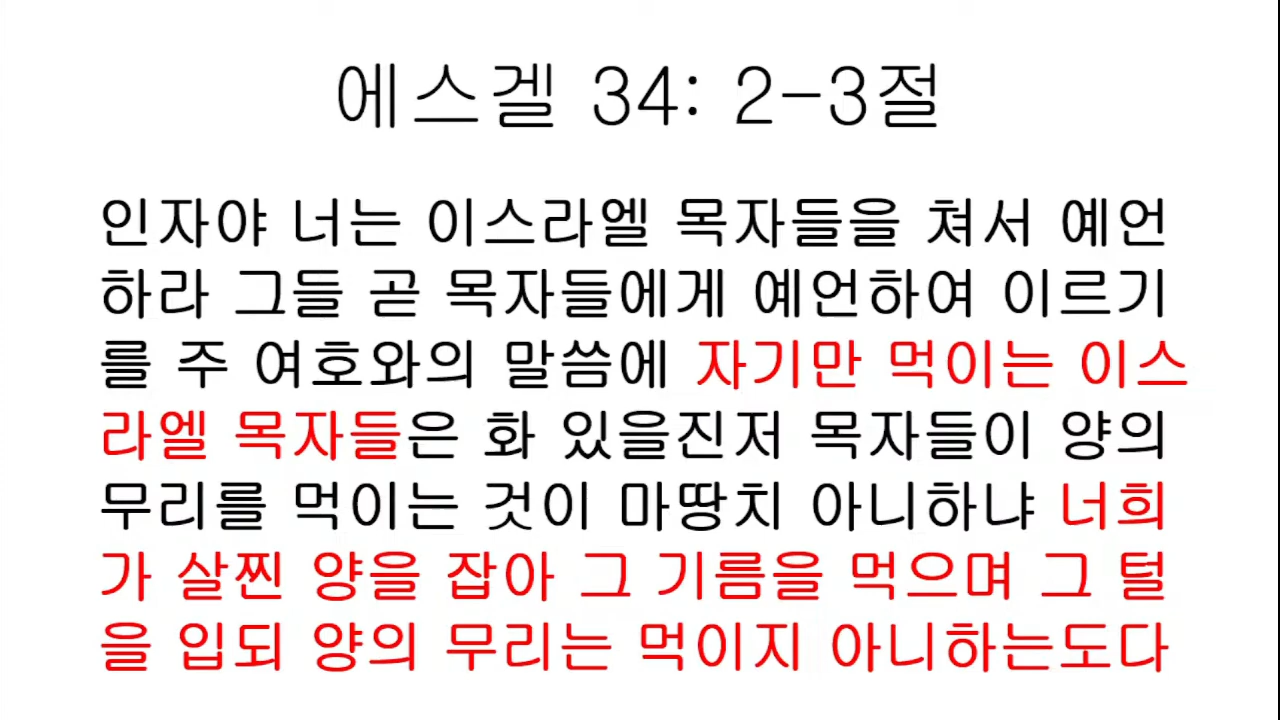 에스겔 34: 2-3절
인자야 너는 이스라엘 목자들을 쳐서 예언
하라 그들 곧 목자들에게 예언하여 이르기
를 주 여호와의 말씀에 자기만 먹이는 이스
라엘 목자들은 화 있을진저 목자들이 양의
무리를 먹이는 것이 마땅치 아니하냐 너희
가 살찐 양을 잡아 그 기름을 먹으며 그 털
을 입되 양의 무리는 먹이지 아니하는도다